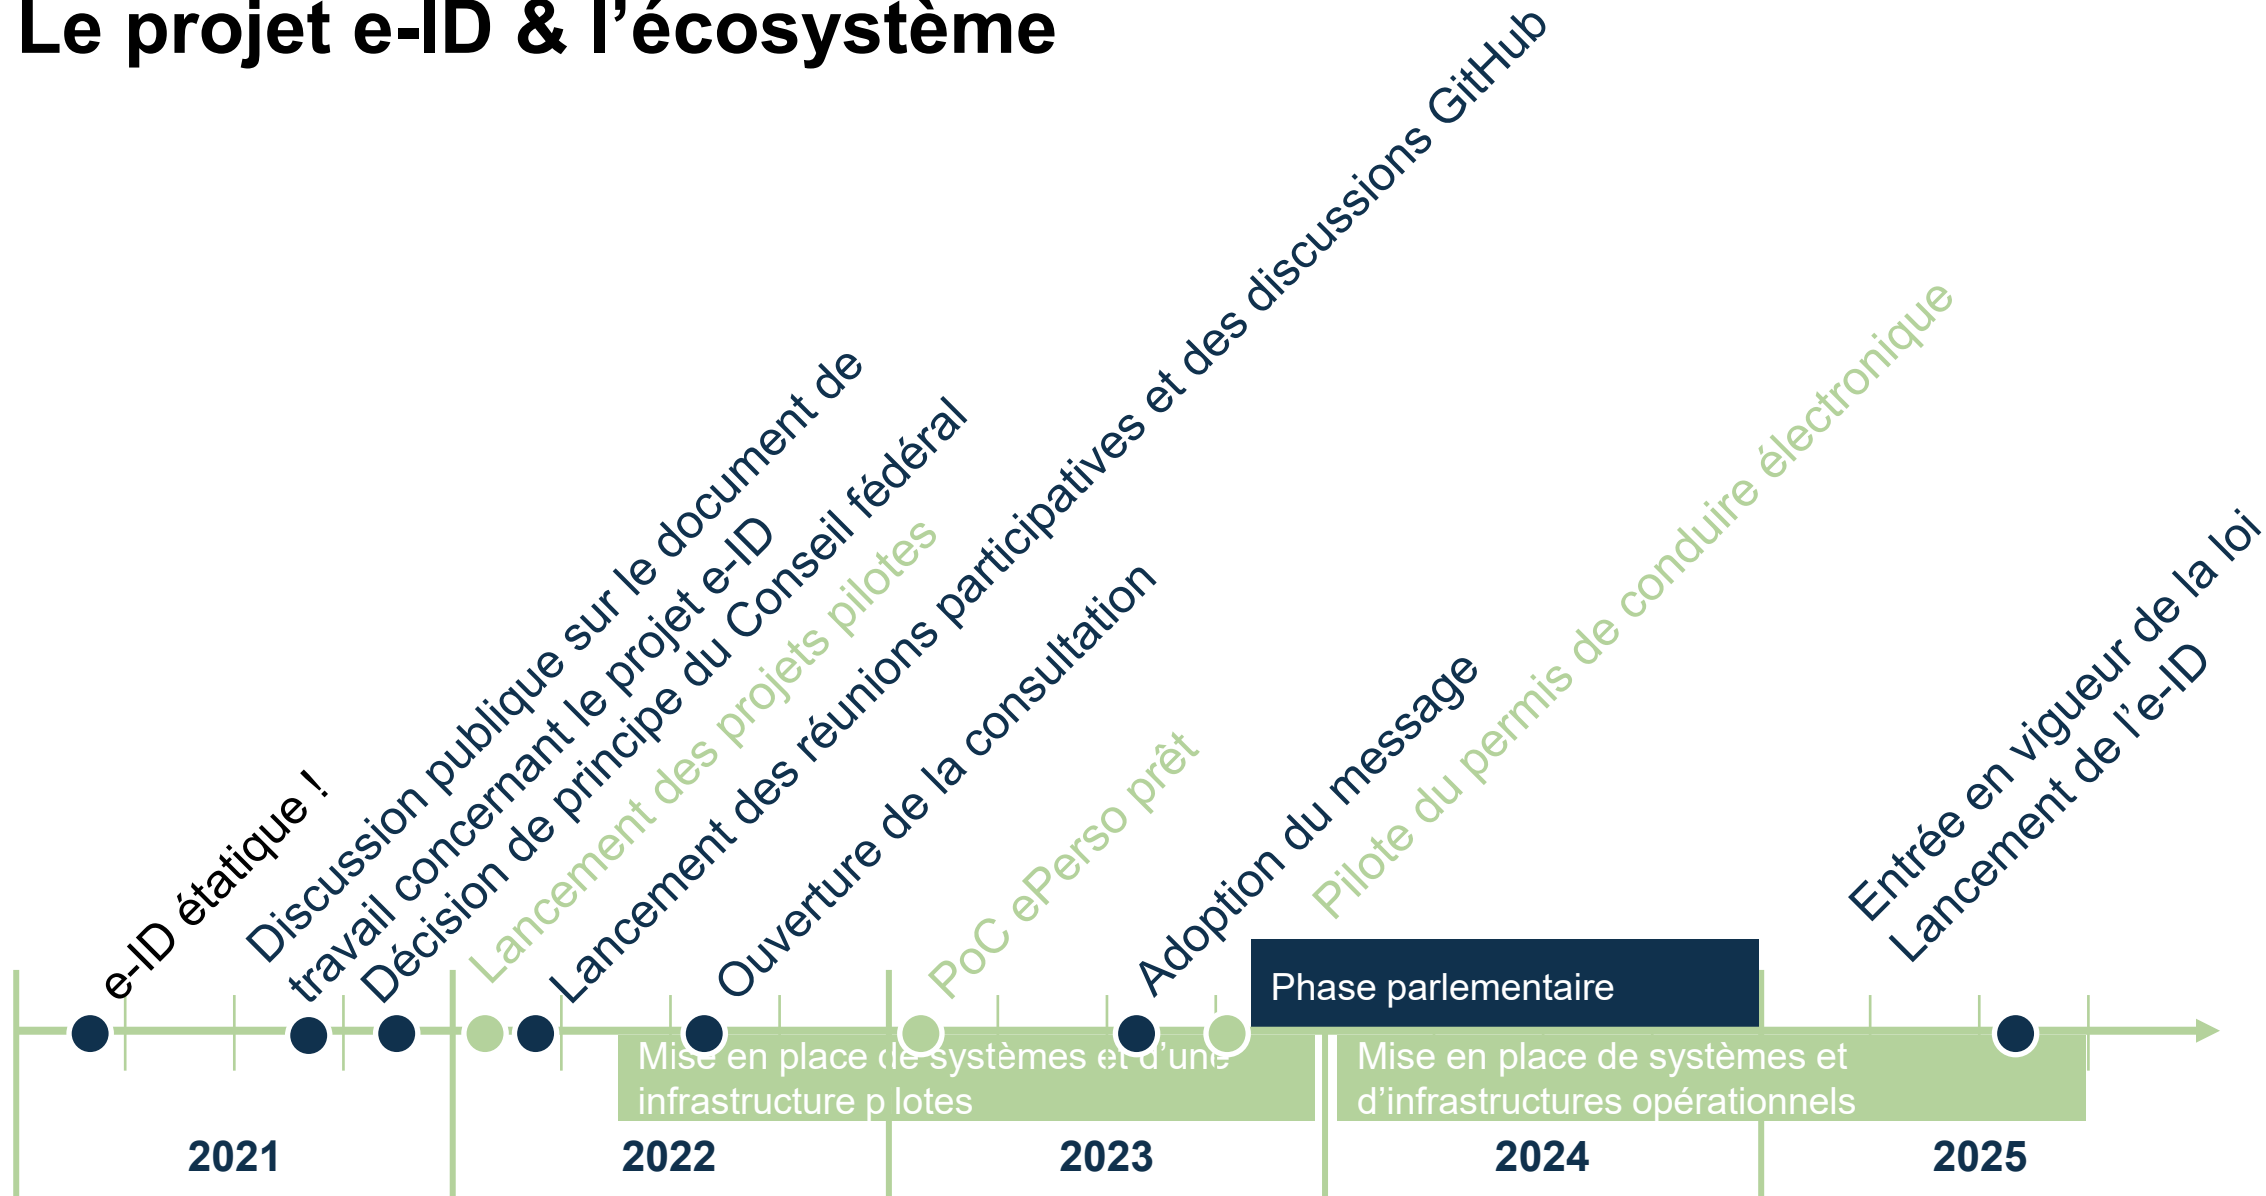 Le projet e-ID & l’écosystème
e-ID étatique !
Discussion publique sur le document de
travail concernant le projet e-ID
Décision de principe du Conseil fédéral
Lancement des projets pilotes
Lancement des réunions participatives et des discussions GitHub
Ouverture de la consultation
PoC ePerso prêt
Adoption du message
Pilote du permis de conduire électronique
Entrée en vigueur de la loi
Lancement de l’e-ID
Phase parlementaire
Mise en place de systèmes et d’une
infrastructure pilotes
Mise en place de systèmes et
d’infrastructures opérationnels
2021
2022
2023
2024
2025